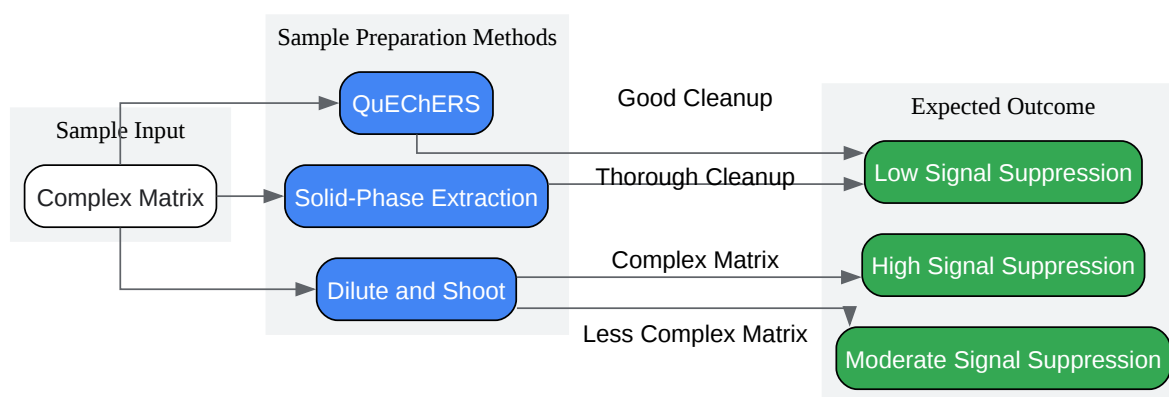 Sample Preparation Methods
QuEChERS
Good Cleanup
Expected Outcome
Sample Input
Low Signal Suppression
Complex Matrix
Solid-Phase Extraction
Thorough Cleanup
Complex Matrix
High Signal Suppression
Dilute and Shoot
Less Complex Matrix
Moderate Signal Suppression